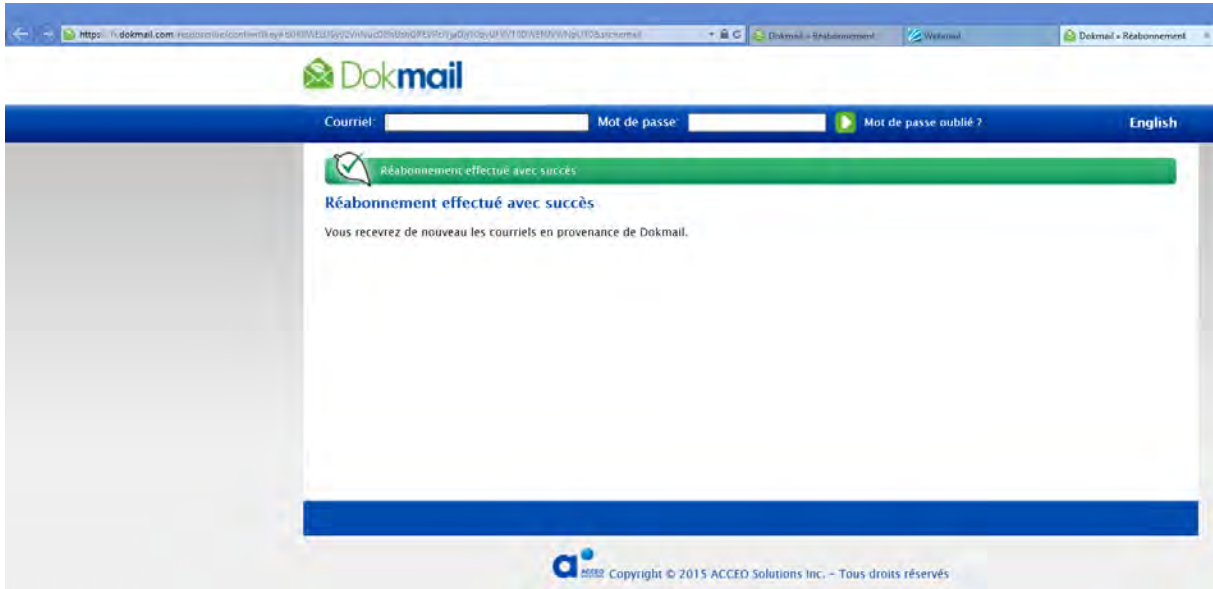 dokmail.com
Dokmail » Réabonnement
Webmail
Dokmail » Réabonnement
Dokmail
Courriel:
Mot de passe:
Mot de passe oublié ?
English
Réabonnement effectué avec succès
Réabonnement effectué avec succès
Vous recevrez de nouveau les courriels en provenance de Dokmail.
ACCEO Copyright © 2015 ACCEO Solutions Inc. – Tous droits réservés